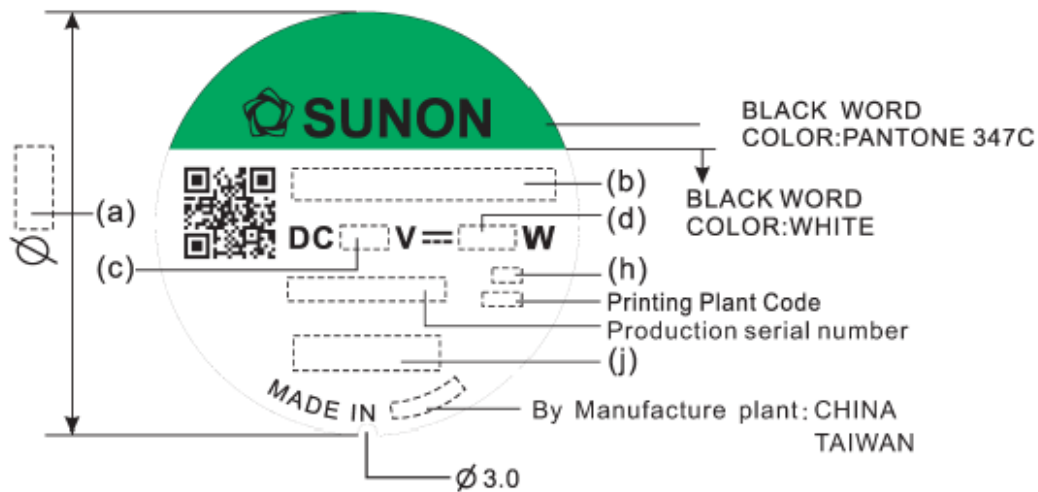 SUNON
BLACK WORD
COLOR:PANTONE 347C
(b)
BLACK WORD
COLOR:WHITE
(a)
Ø
(d)
DC V W
(c)
(h)
Printing Plant Code
Production serial number
(j)
MADE IN
By Manufacture plant: CHINA
TAIWAN
Ø 3.0